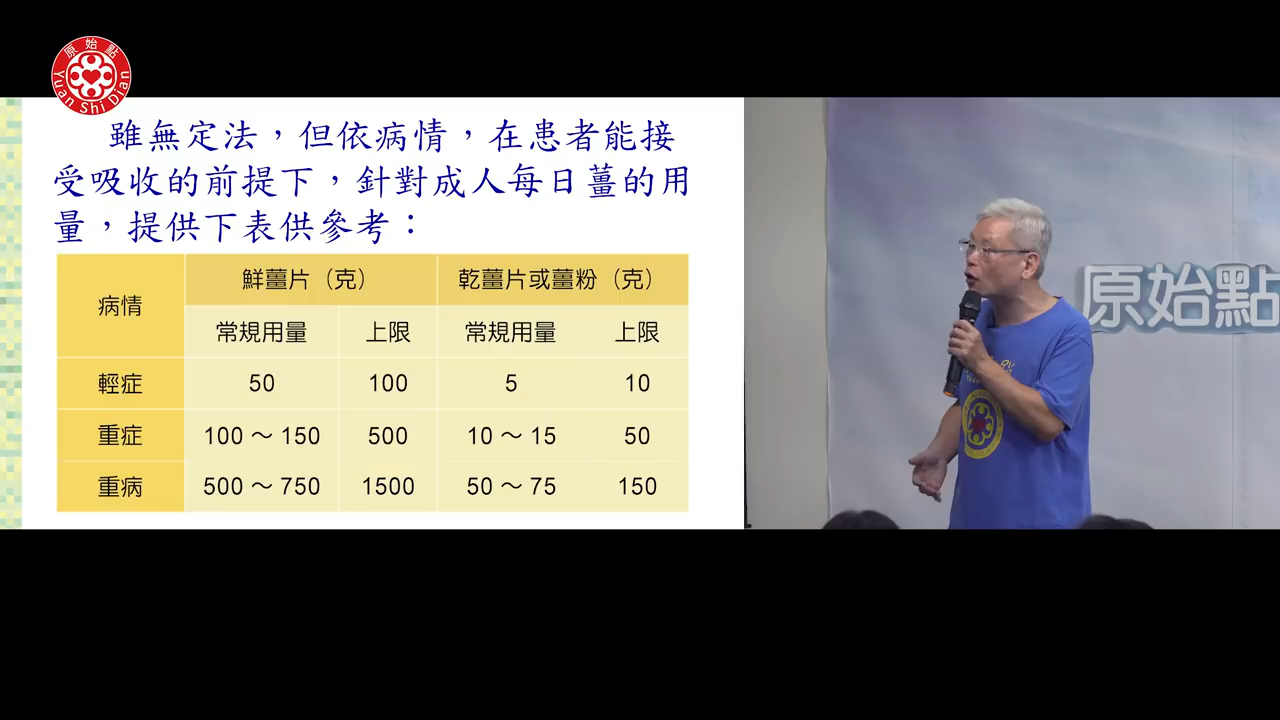 原始點
Yuan Shi Dian
雖無定法，但依病情，在患者能接
受吸收的前提下，針對成人每日薑的用
量，提供下表供參考：
病情 鮮薑片（克） 乾薑片或薑粉（克）
常規用量 上限 常規用量 上限
輕症 50 100 5 10
重症 100～150 500 10～15 50
重病 500～750 1500 50～75 150
原始點